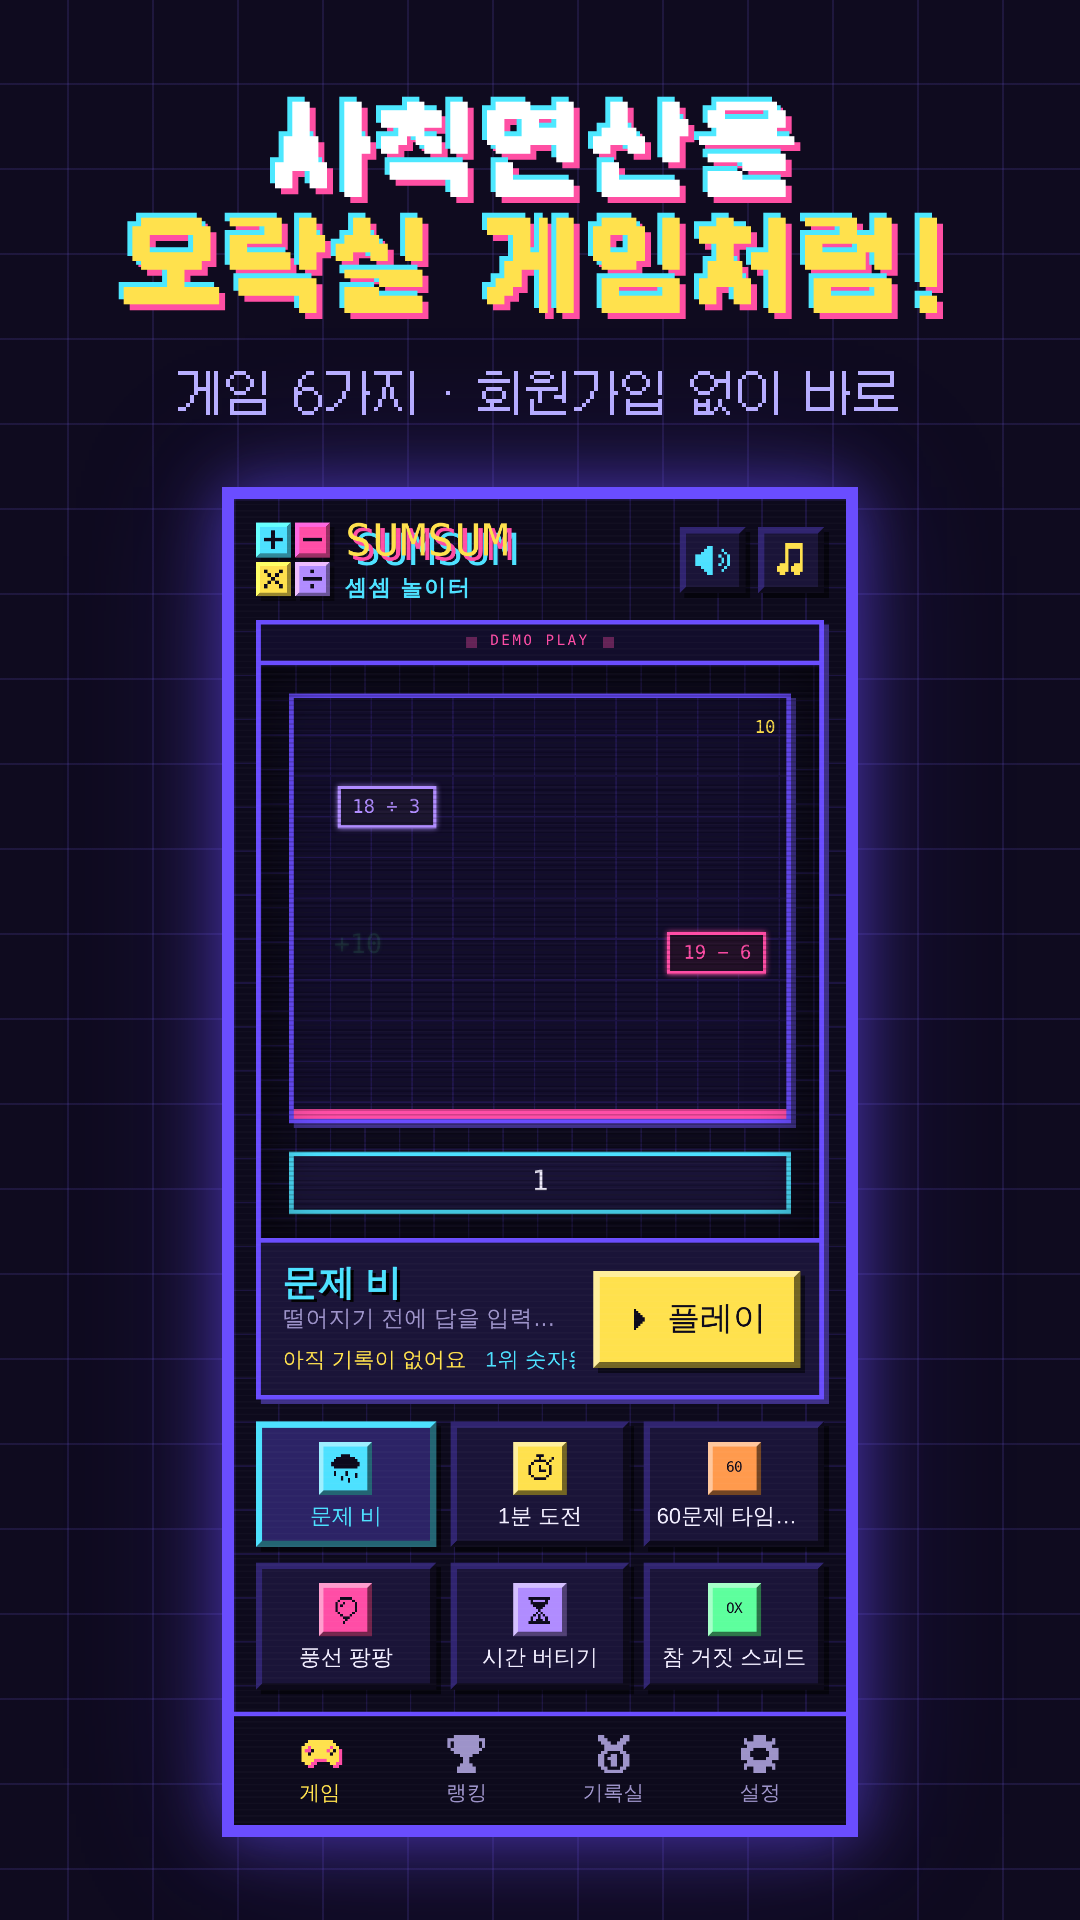 사칙연산을
오락실 게임처럼!
게임 6가지 · 회원가입 없이 바로
SUMSUM
셈셈 놀이터
DEMO PLAY
10
18 ÷ 3
+10
19 − 6
1
문제 비
떨어지기 전에 답을 입력…
플레이
아직 기록이 없어요 1위
문제 비
1분 도전
60
60문제 타임…
풍선 팡팡
시간 버티기
OX
참 거짓 스피드
게임
랭킹
기록실
설정